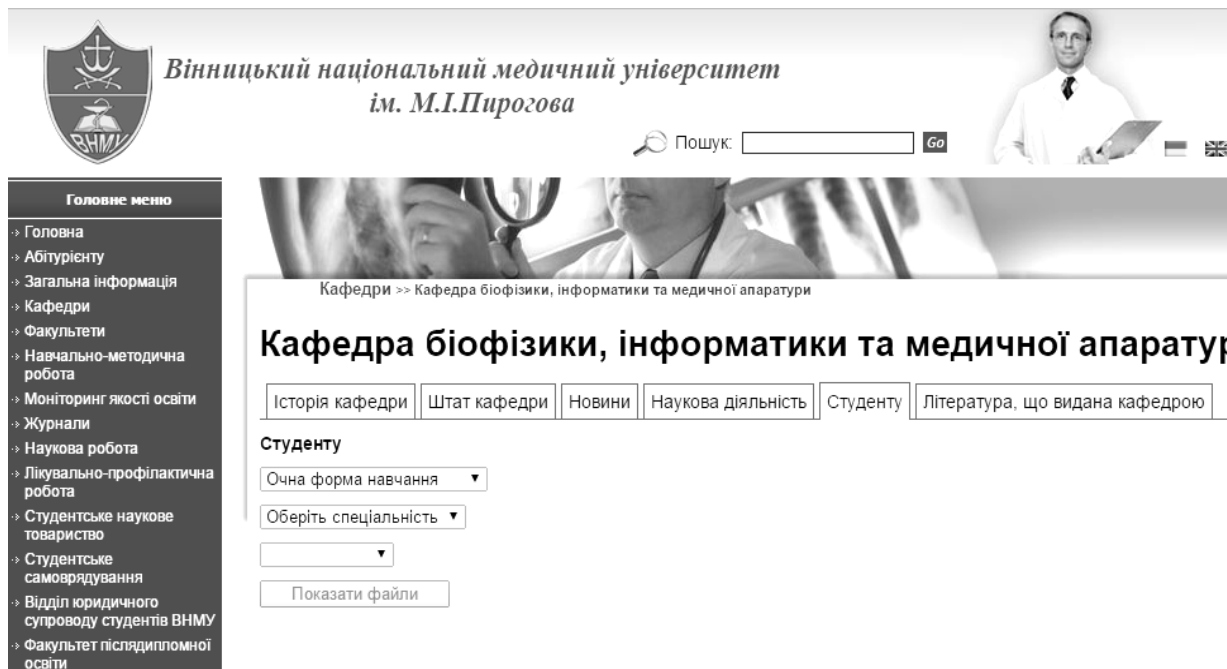 Вінницький національний медичний університет
ім. М.І.Пирогова
ВНМУ
Пошук:
Go
Головне меню
Головна
Абітурієнту
Загальна інформація
Кафедри
Факультети
Навчально-методична
робота
Моніторинг якості освіти
Журнали
Наукова робота
Лікувально-профілактична
робота
Студентське наукове
товариство
Студентське
самоврядування
Відділ юридичного
супроводу студентів ВНМУ
Факультет післядипломної
освіти
Кафедри >> Кафедра біофізики, інформатики та медичної апаратури
Кафедра біофізики, інформатики та медичної апаратур
Історія кафедри Штат кафедри Новини Наукова діяльність Студенту Література, що видана кафедрою
Студенту
Очна форма навчання
Оберіть спеціальність
Показати файли